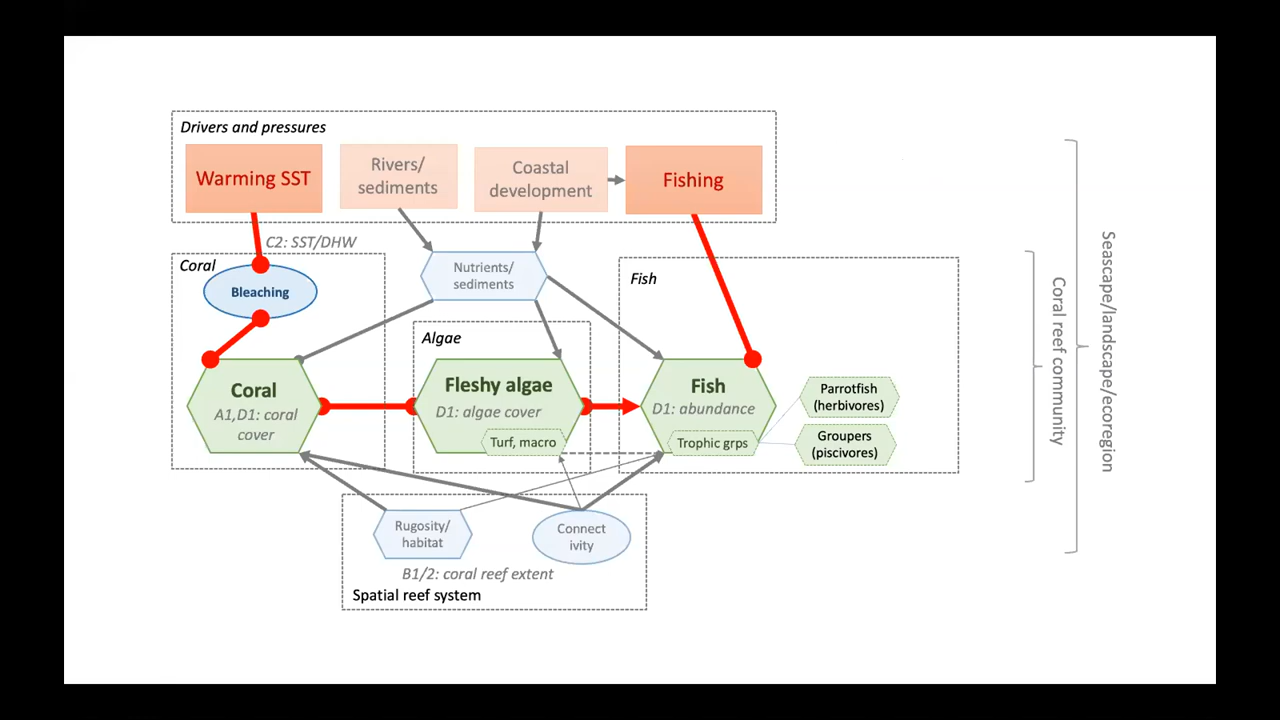 Drivers and pressures
Warming SST
Rivers/
sediments
Coastal
development
Fishing
C2: SST/DHW
Coral
Bleaching
Nutrients/
sediments
Fish
Algae
Coral
A1,D1: coral
cover
Fleshy algae
D1: algae cover
Turf, macro
Fish
D1: abundance
Trophic grps
Parrotfish
(herbivores)
Groupers
(piscivores)
Rugosity/
habitat
Connect
ivity
B1/2: coral reef extent
Spatial reef system
Coral reef community
Seascape/landscape/ecoregion